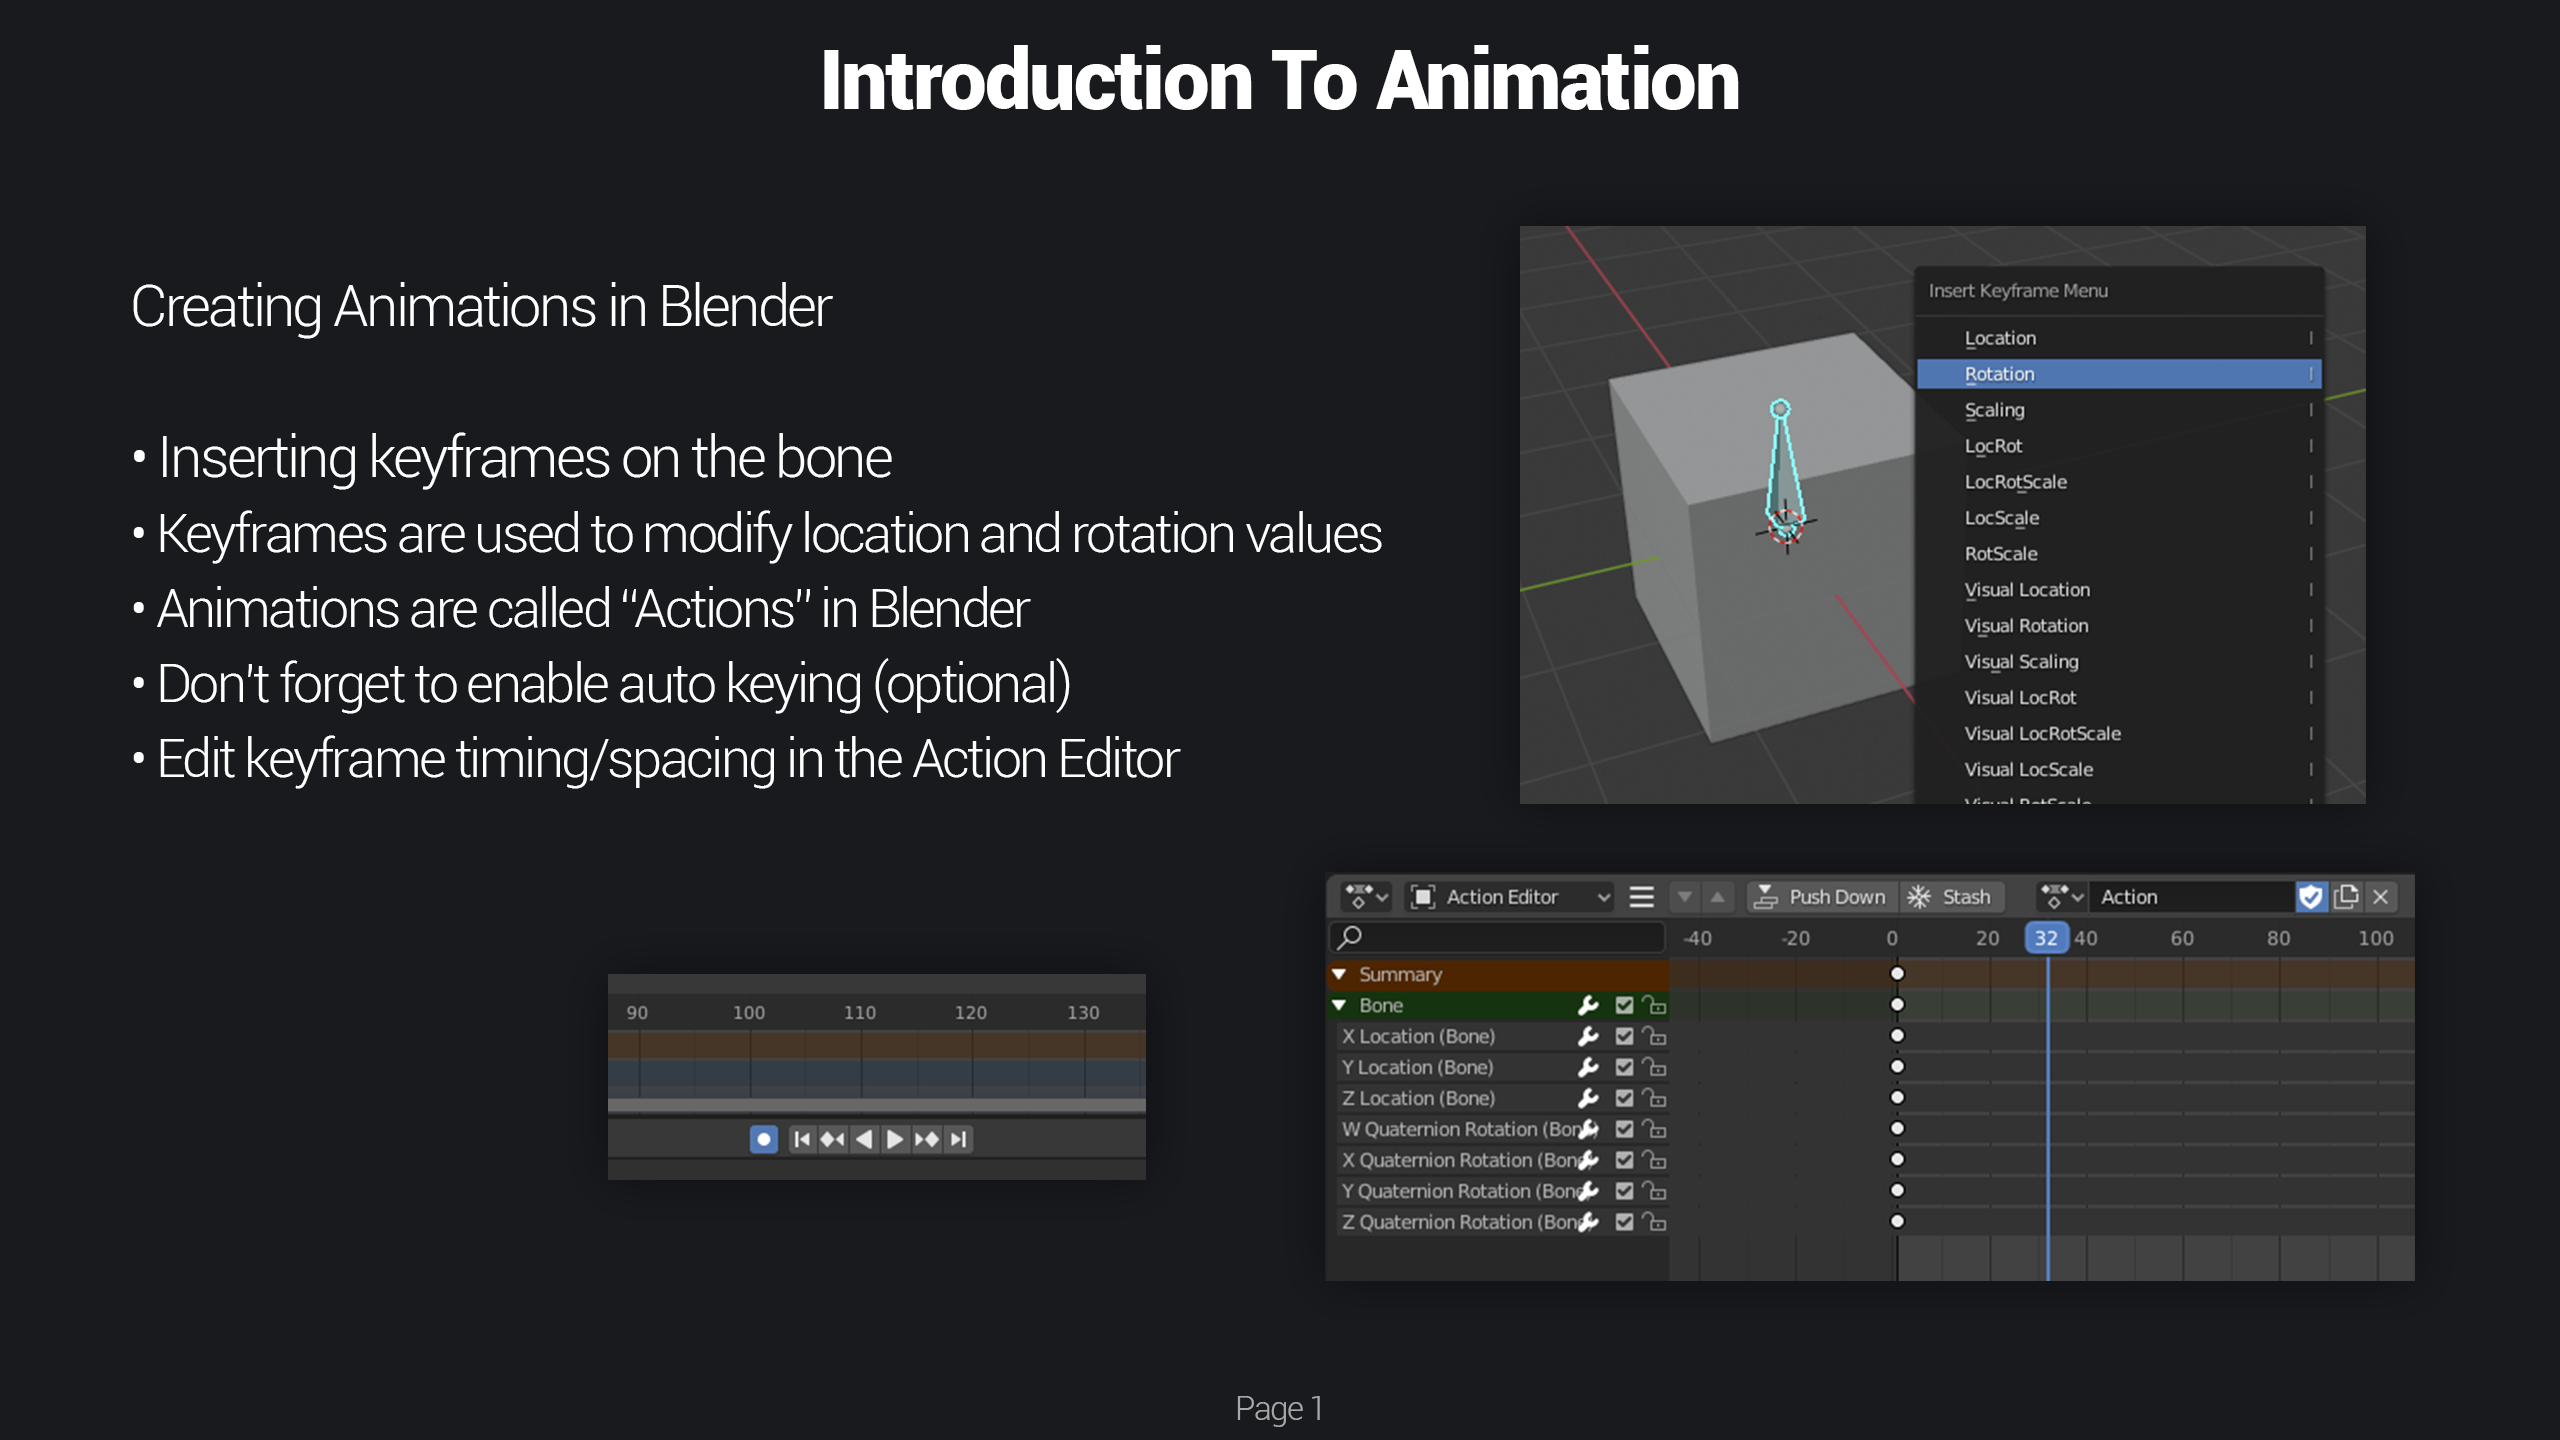 Introduction To Animation
Creating Animations in Blender
• Inserting keyframes on the bone
• Keyframes are used to modify location and rotation values
• Animations are called “Actions” in Blender
• Don't forget to enable auto keying (optional)
• Edit keyframe timing/spacing in the Action Editor
Insert Keyframe Menu
Location I
Rotation I
Scaling I
LocRot I
LocRotScale I
LocScale I
RotScale I
Visual Location I
Visual Rotation I
Visual Scaling I
Visual LocRot I
Visual LocRotScale I
Visual LocScale I
Visual RotScale I
90 100 110 120 130
Action Editor Push Down Stash Action
-40 -20 0 20 32 40 60 80 100
Summary
Bone
X Location (Bone)
Y Location (Bone)
Z Location (Bone)
W Quaternion Rotation (Bon
X Quaternion Rotation (Bon
Y Quaternion Rotation (Bon
Z Quaternion Rotation (Bon
Page 1